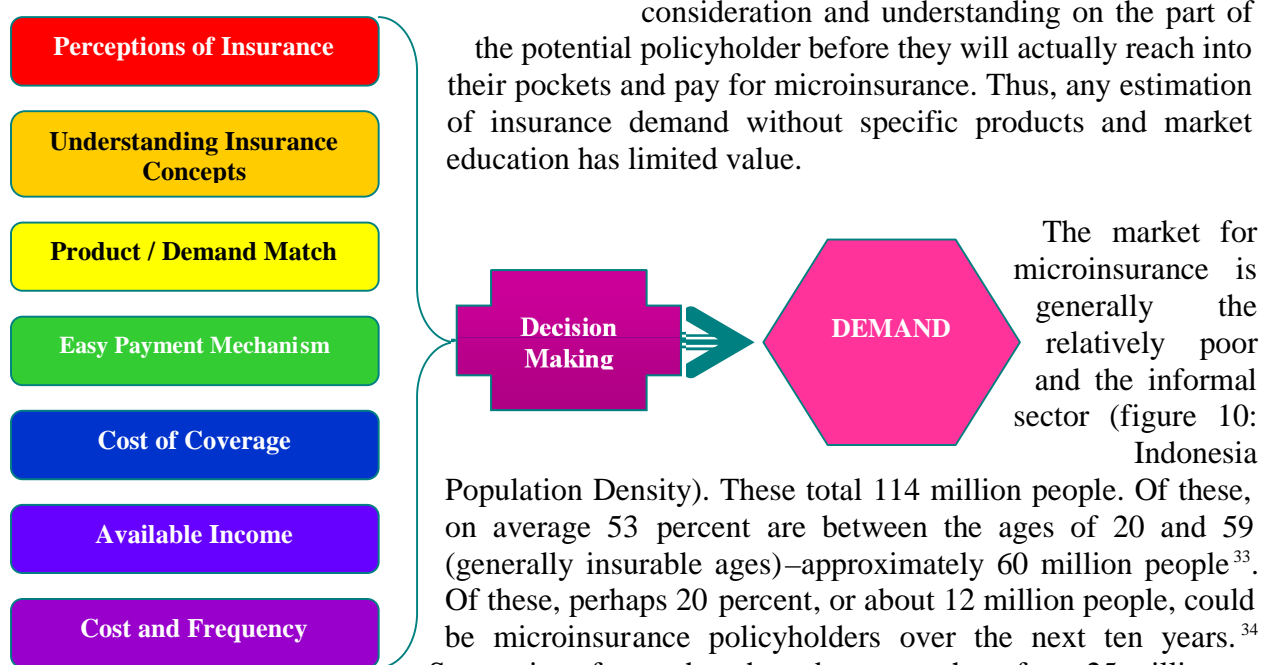 consideration and understanding on the part of
the potential policyholder before they will actually reach into
their pockets and pay for microinsurance. Thus, any estimation
of insurance demand without specific products and market
education has limited value.
Perceptions of Insurance
Understanding Insurance
Concepts
Product / Demand Match
Easy Payment Mechanism
Cost of Coverage
Available Income
Cost and Frequency
Decision
Making
DEMAND
The market for
microinsurance is
generally the
relatively poor
and the informal
sector (figure 10:
Indonesia
Population Density). These total 114 million people. Of these,
on average 53 percent are between the ages of 20 and 59
(generally insurable ages)–approximately 60 million people 33.
Of these, perhaps 20 percent, or about 12 million people, could
be microinsurance policyholders over the next ten years. 34